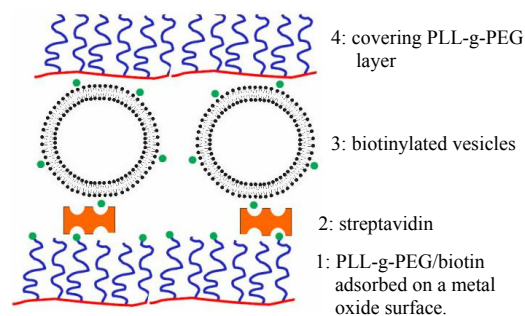 4: covering PLL-g-PEG
layer
3: biotinylated vesicles
2: streptavidin
1: PLL-g-PEG/biotin
adsorbed on a metal
oxide surface.